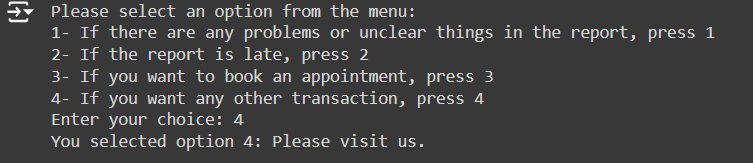 Please select an option from the menu:
1- If there are any problems or unclear things in the report, press 1
2- If the report is late, press 2
3- If you want to book an appointment, press 3
4- If you want any other transaction, press 4
Enter your choice: 4
You selected option 4: Please visit us.